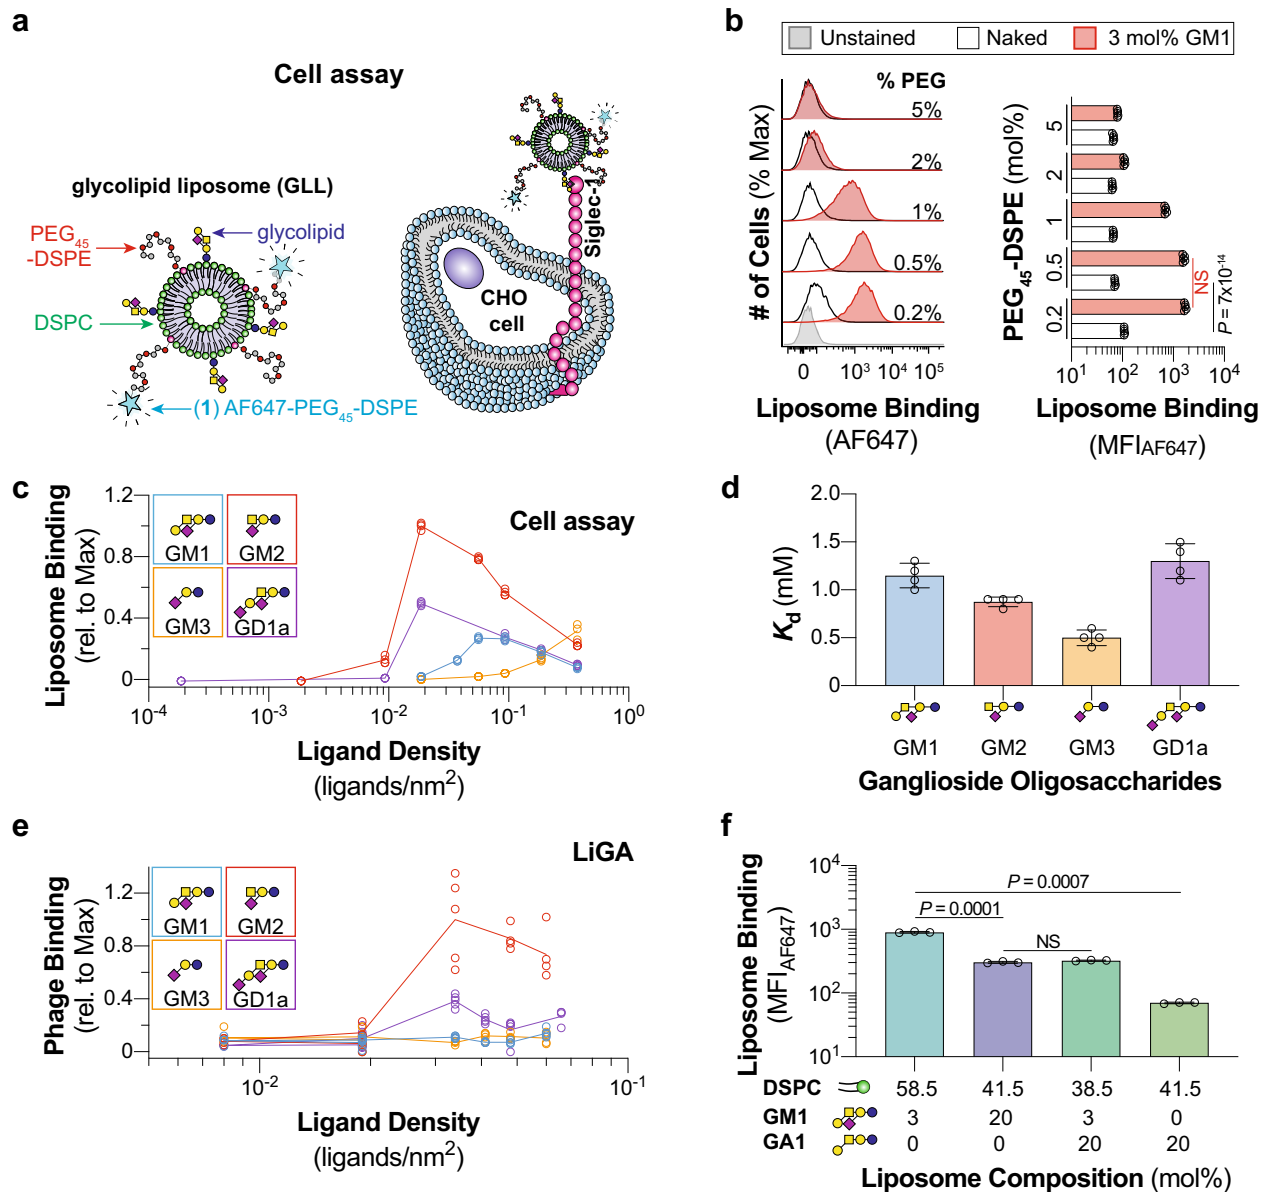 a
Cell assay
glycolipid liposome (GLL)
PEG45
-DSPE
glycolipid
DSPC
(1) AF647-PEG45-DSPE
CHO
cell
Siglec-1
b
Unstained
Naked
3 mol% GM1
% PEG
5%
2%
1%
0.5%
0.2%
# of Cells (% Max)
0 10³ 10⁴ 10⁵
Liposome Binding
(AF647)
PEG45-DSPE (mol%)
5
2
1
0.5
0.2
NS
P = 7x10⁻¹⁴
10¹ 10² 10³ 10⁴
Liposome Binding
(MFIAF647)
c
Liposome Binding
(rel. to Max)
1.2
0.8
0.4
0
GM1 GM2
GM3 GD1a
Cell assay
10⁻⁴ 10⁻³ 10⁻² 10⁻¹ 10⁰
Ligand Density
(ligands/nm²)
d
Kd (mM)
2.0
1.5
1.0
0.5
0
GM1 GM2 GM3 GD1a
Ganglioside Oligosaccharides
e
LiGA
Phage Binding
(rel. to Max)
1.2
0.8
0.4
0
GM1 GM2
GM3 GD1a
10⁻² 10⁻¹
Ligand Density
(ligands/nm²)
f
Liposome Binding
(MFIAF647)
10⁴
10³
10²
10¹
P = 0.0007
P = 0.0001
NS
DSPC 58.5 41.5 38.5 41.5
GM1 3 20 3 0
GA1 0 0 20 20
Liposome Composition (mol%)